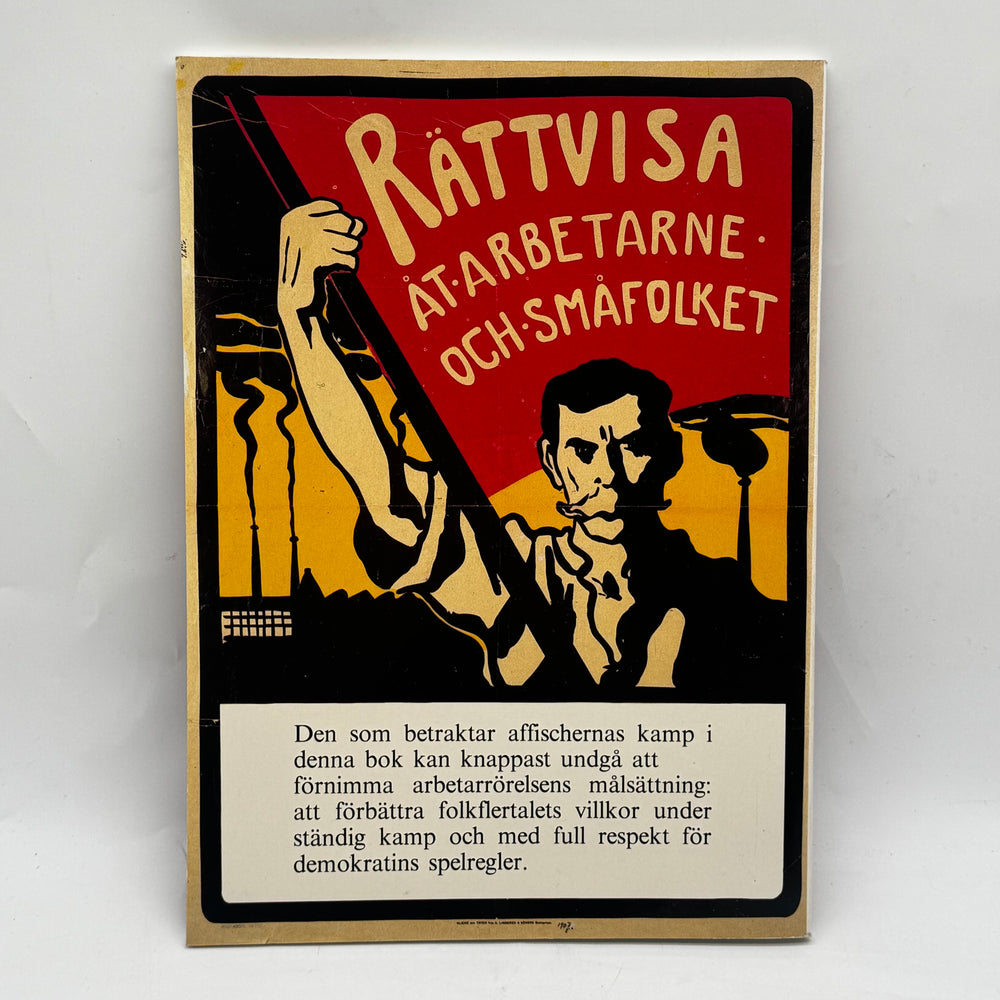 RÄTTVISA
ÅT·ARBETARNE·
OCH·SMÅFOLKET
Den som betraktar affischernas kamp i
denna bok kan knappast undgå att
förnimma arbetarrörelsens målsättning:
att förbättra folkflertalets villkor under
ständig kamp och med full respekt för
demokratins spelregler.
1907.